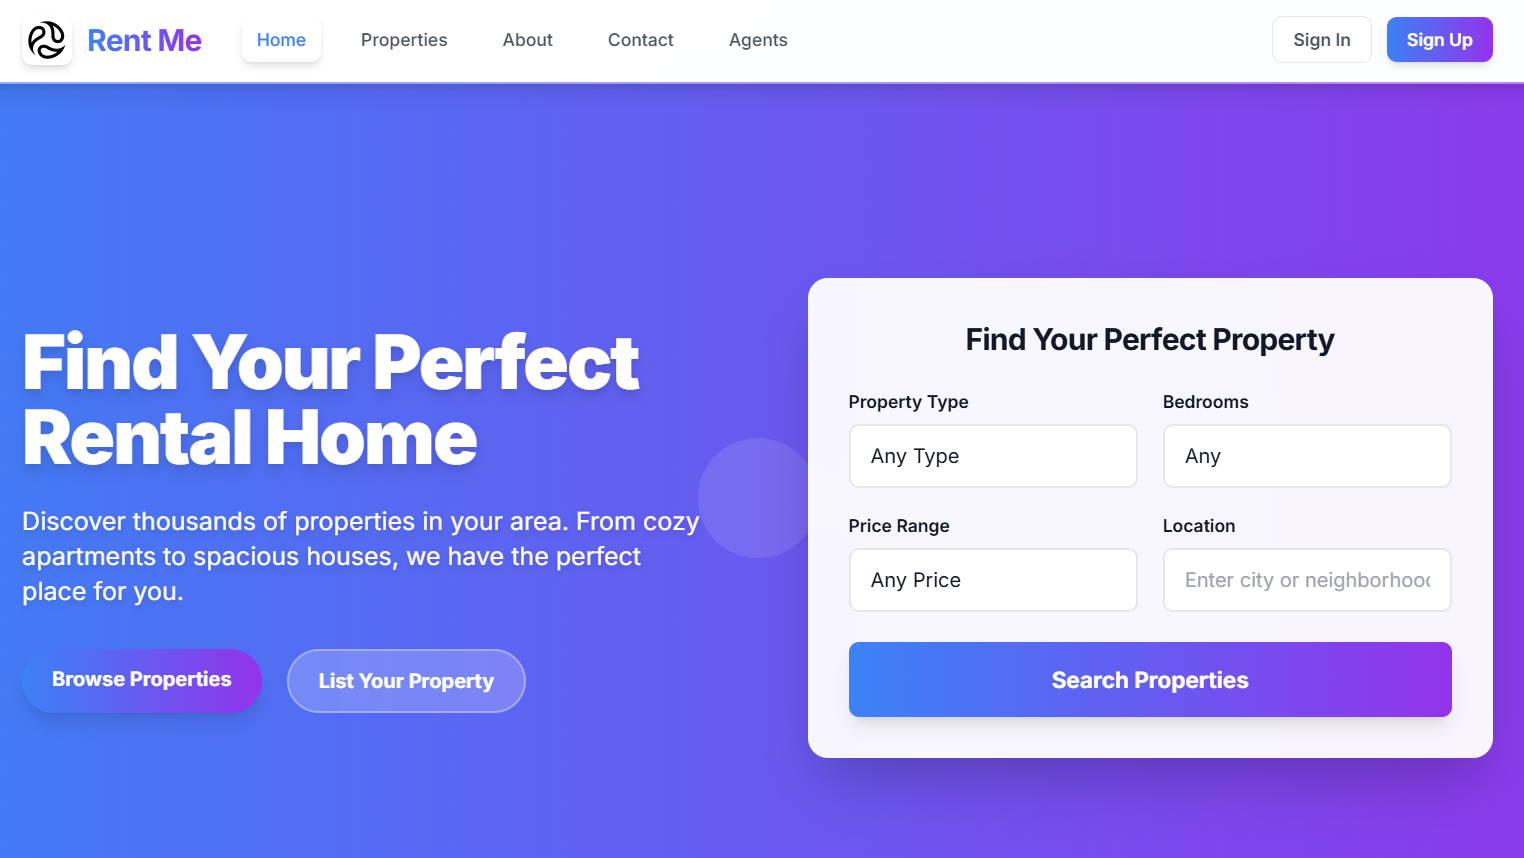 Rent Me
Home
Properties
About
Contact
Agents
Sign In
Sign Up
Find Your Perfect
Rental Home
Discover thousands of properties in your area. From cozy
apartments to spacious houses, we have the perfect
place for you.
Browse Properties
List Your Property
Find Your Perfect Property
Property Type
Bedrooms
Any Type
Any
Price Range
Location
Any Price
Enter city or neighborhood
Search Properties